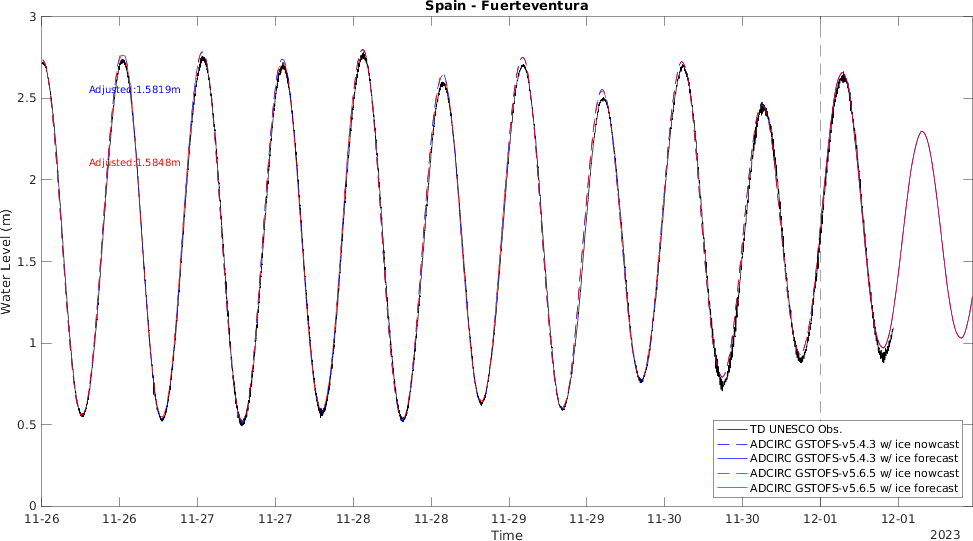 Spain - Fuerteventura
3
2.5
2
1.5
1
0.5
0
Water Level (m)
Adjusted:1.5819m
Adjusted:1.5848m
TD UNESCO Obs.
ADCIRC GSTOFS-v5.4.3 w/ ice nowcast
ADCIRC GSTOFS-v5.4.3 w/ ice forecast
ADCIRC GSTOFS-v5.6.5 w/ ice nowcast
ADCIRC GSTOFS-v5.6.5 w/ ice forecast
11-26 11-26 11-27 11-27 11-28 11-28 11-29 11-29 11-30 11-30 12-01 12-01
Time
2023